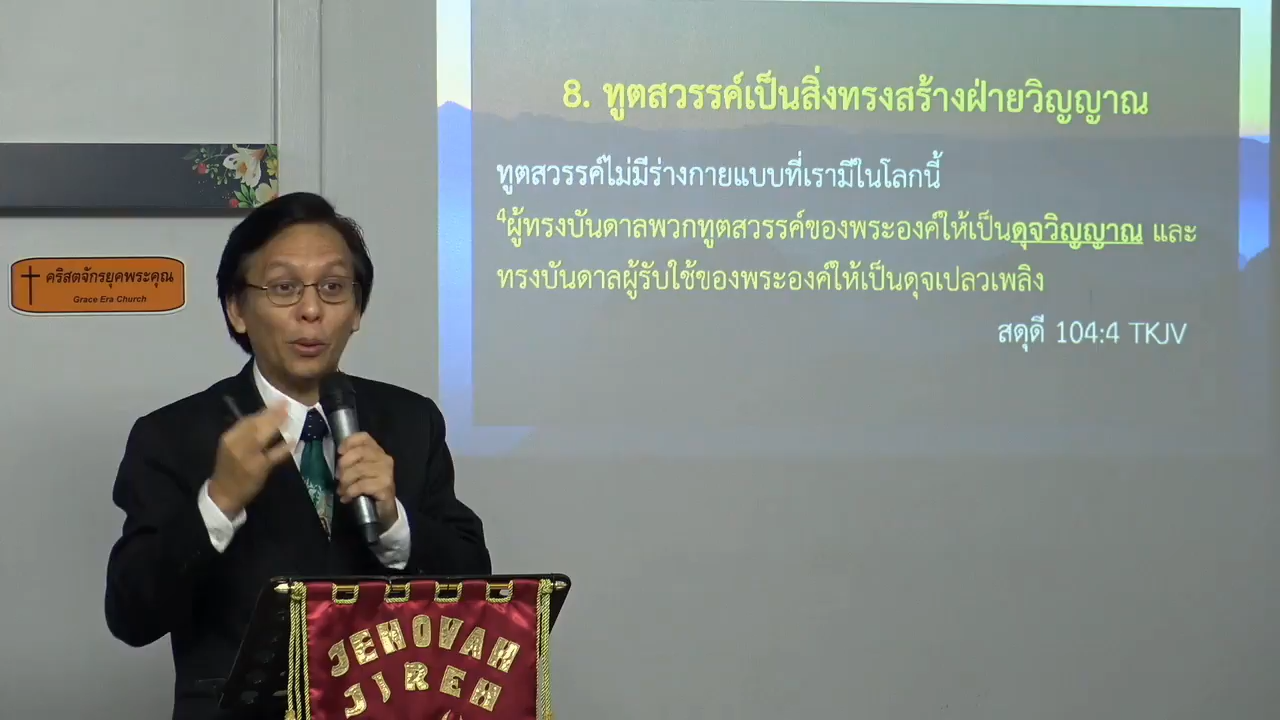 8. ทูตสวรรค์เป็นสิ่งทรงสร้างฝ่ายวิญญาณ
ทูตสวรรค์ไม่มีร่างกายแบบที่เรามีในโลกนี้
⁴ผู้ทรงบันดาลพวกทูตสวรรค์ของพระองค์ให้เป็นดุจวิญญาณ และ
ทรงบันดาลผู้รับใช้ของพระองค์ให้เป็นดุจเปลวเพลิง
สดุดี 104:4 TKJV
คริสตจักรยุคพระคุณ
Grace Era Church
JEHOVAH
JIREH